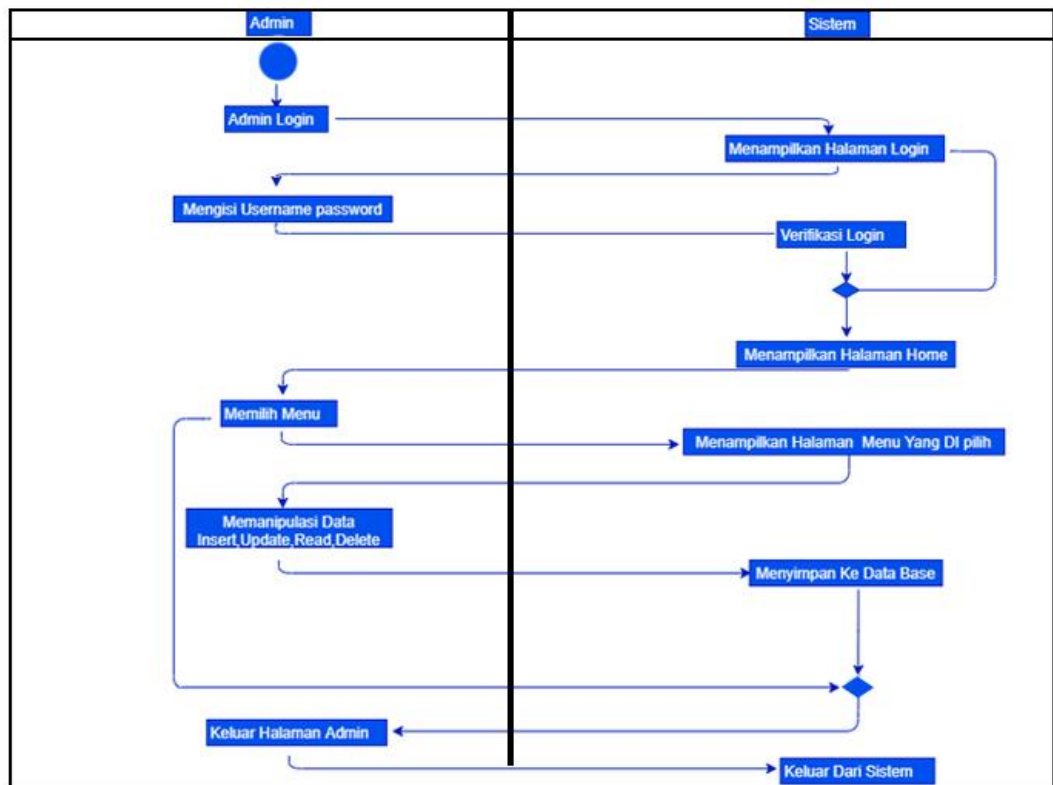 Admin
Sistem
Admin Login
Menampilkan Halaman Login
Mengisi Username password
Verifikasi Login
Menampilkan Halaman Home
Memilih Menu
Menampilkan Halaman Menu Yang DI pilih
Memanipulasi Data
Insert,Update,Read,Delete
Menyimpan Ke Data Base
Keluar Halaman Admin
Keluar Dari Sistem